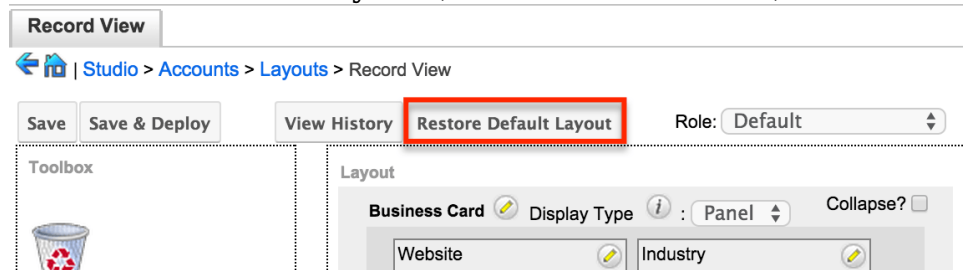 Record View
| Studio > Accounts > Layouts > Record View
Save Save & Deploy View History Restore Default Layout Role: Default
Toolbox
Layout
Business Card Display Type i : Panel Collapse?
Website Industry